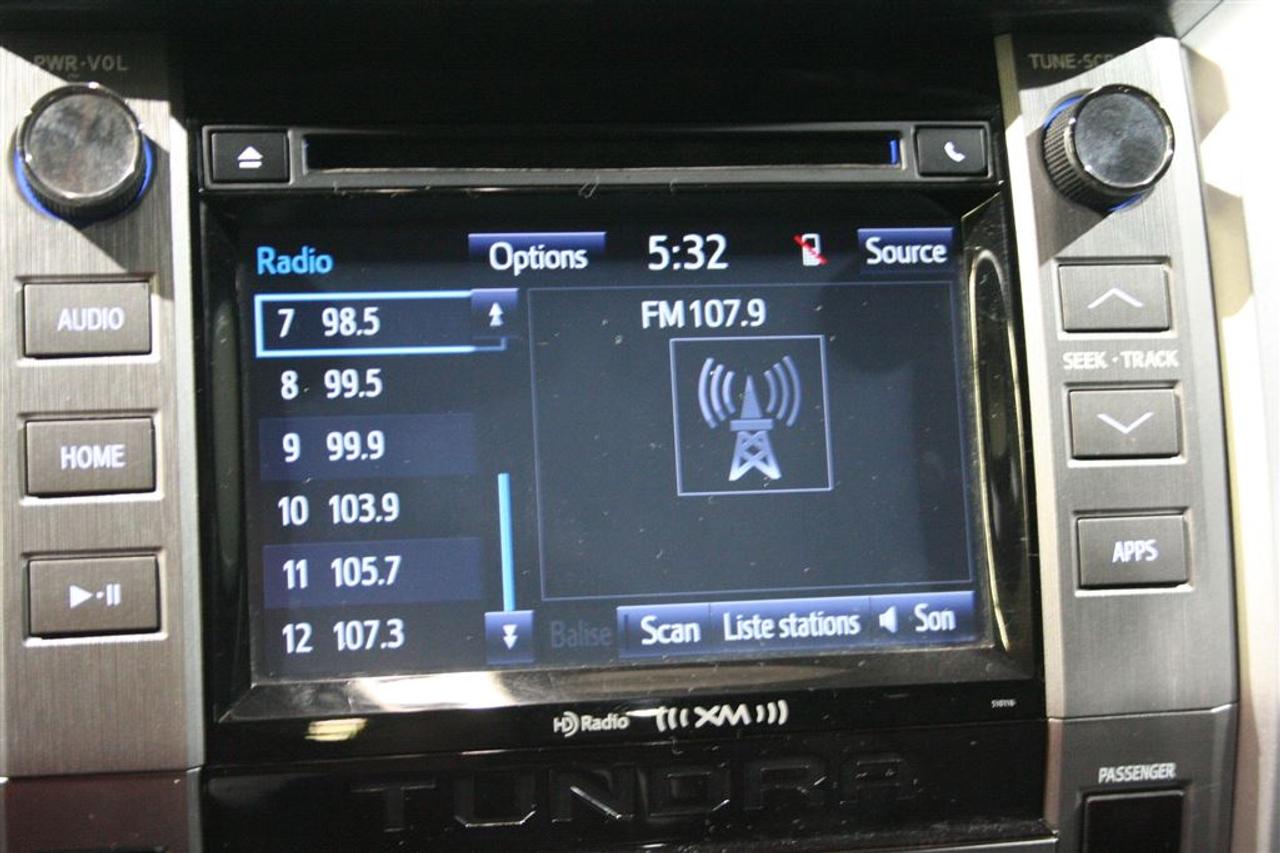 PWR·VOL
TUNE·SCR
AUDIO
HOME
Radio
Options
5:32
Source
7 98.5
8 99.5
9 99.9
10 103.9
11 105.7
12 107.3
FM 107.9
Balise
Scan
Liste stations
Son
SEEK·TRACK
APPS
HD Radio
(((XM)))
TUNDRA
PASSENGER